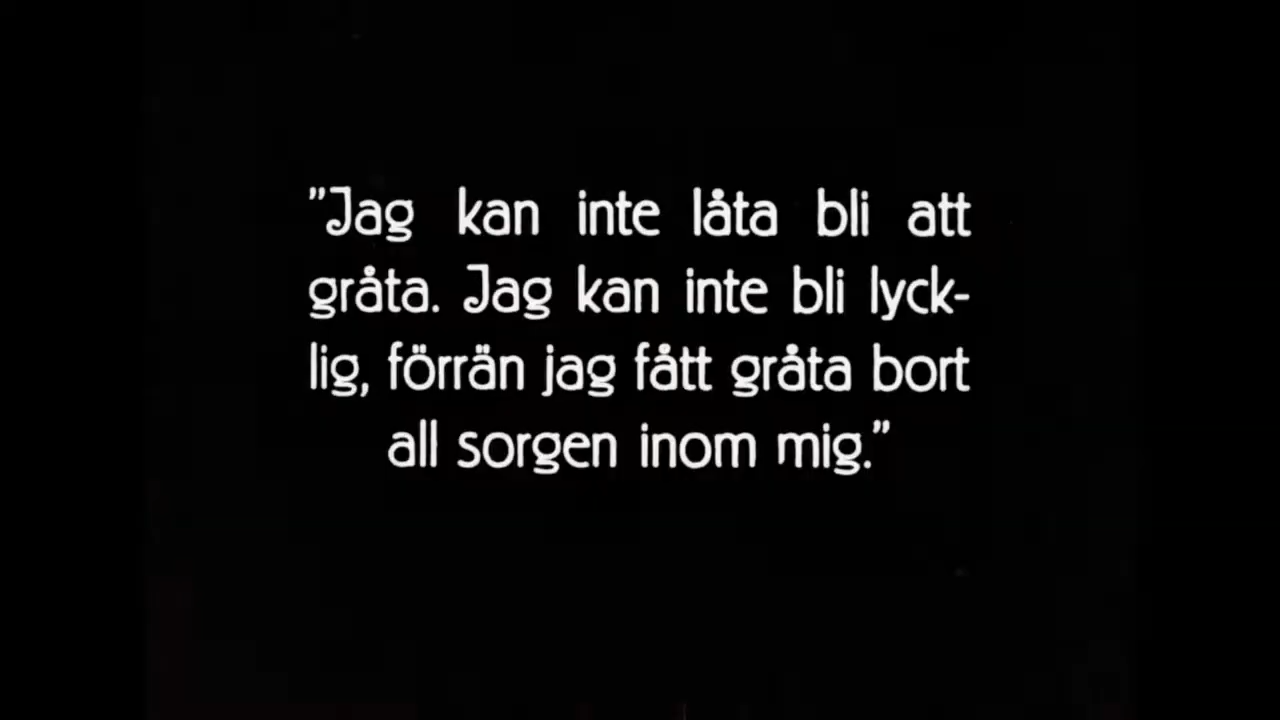 ”Jag kan inte låta bli att
gråta. Jag kan inte bli lyck-
lig, förrän jag fått gråta bort
all sorgen inom mig.”